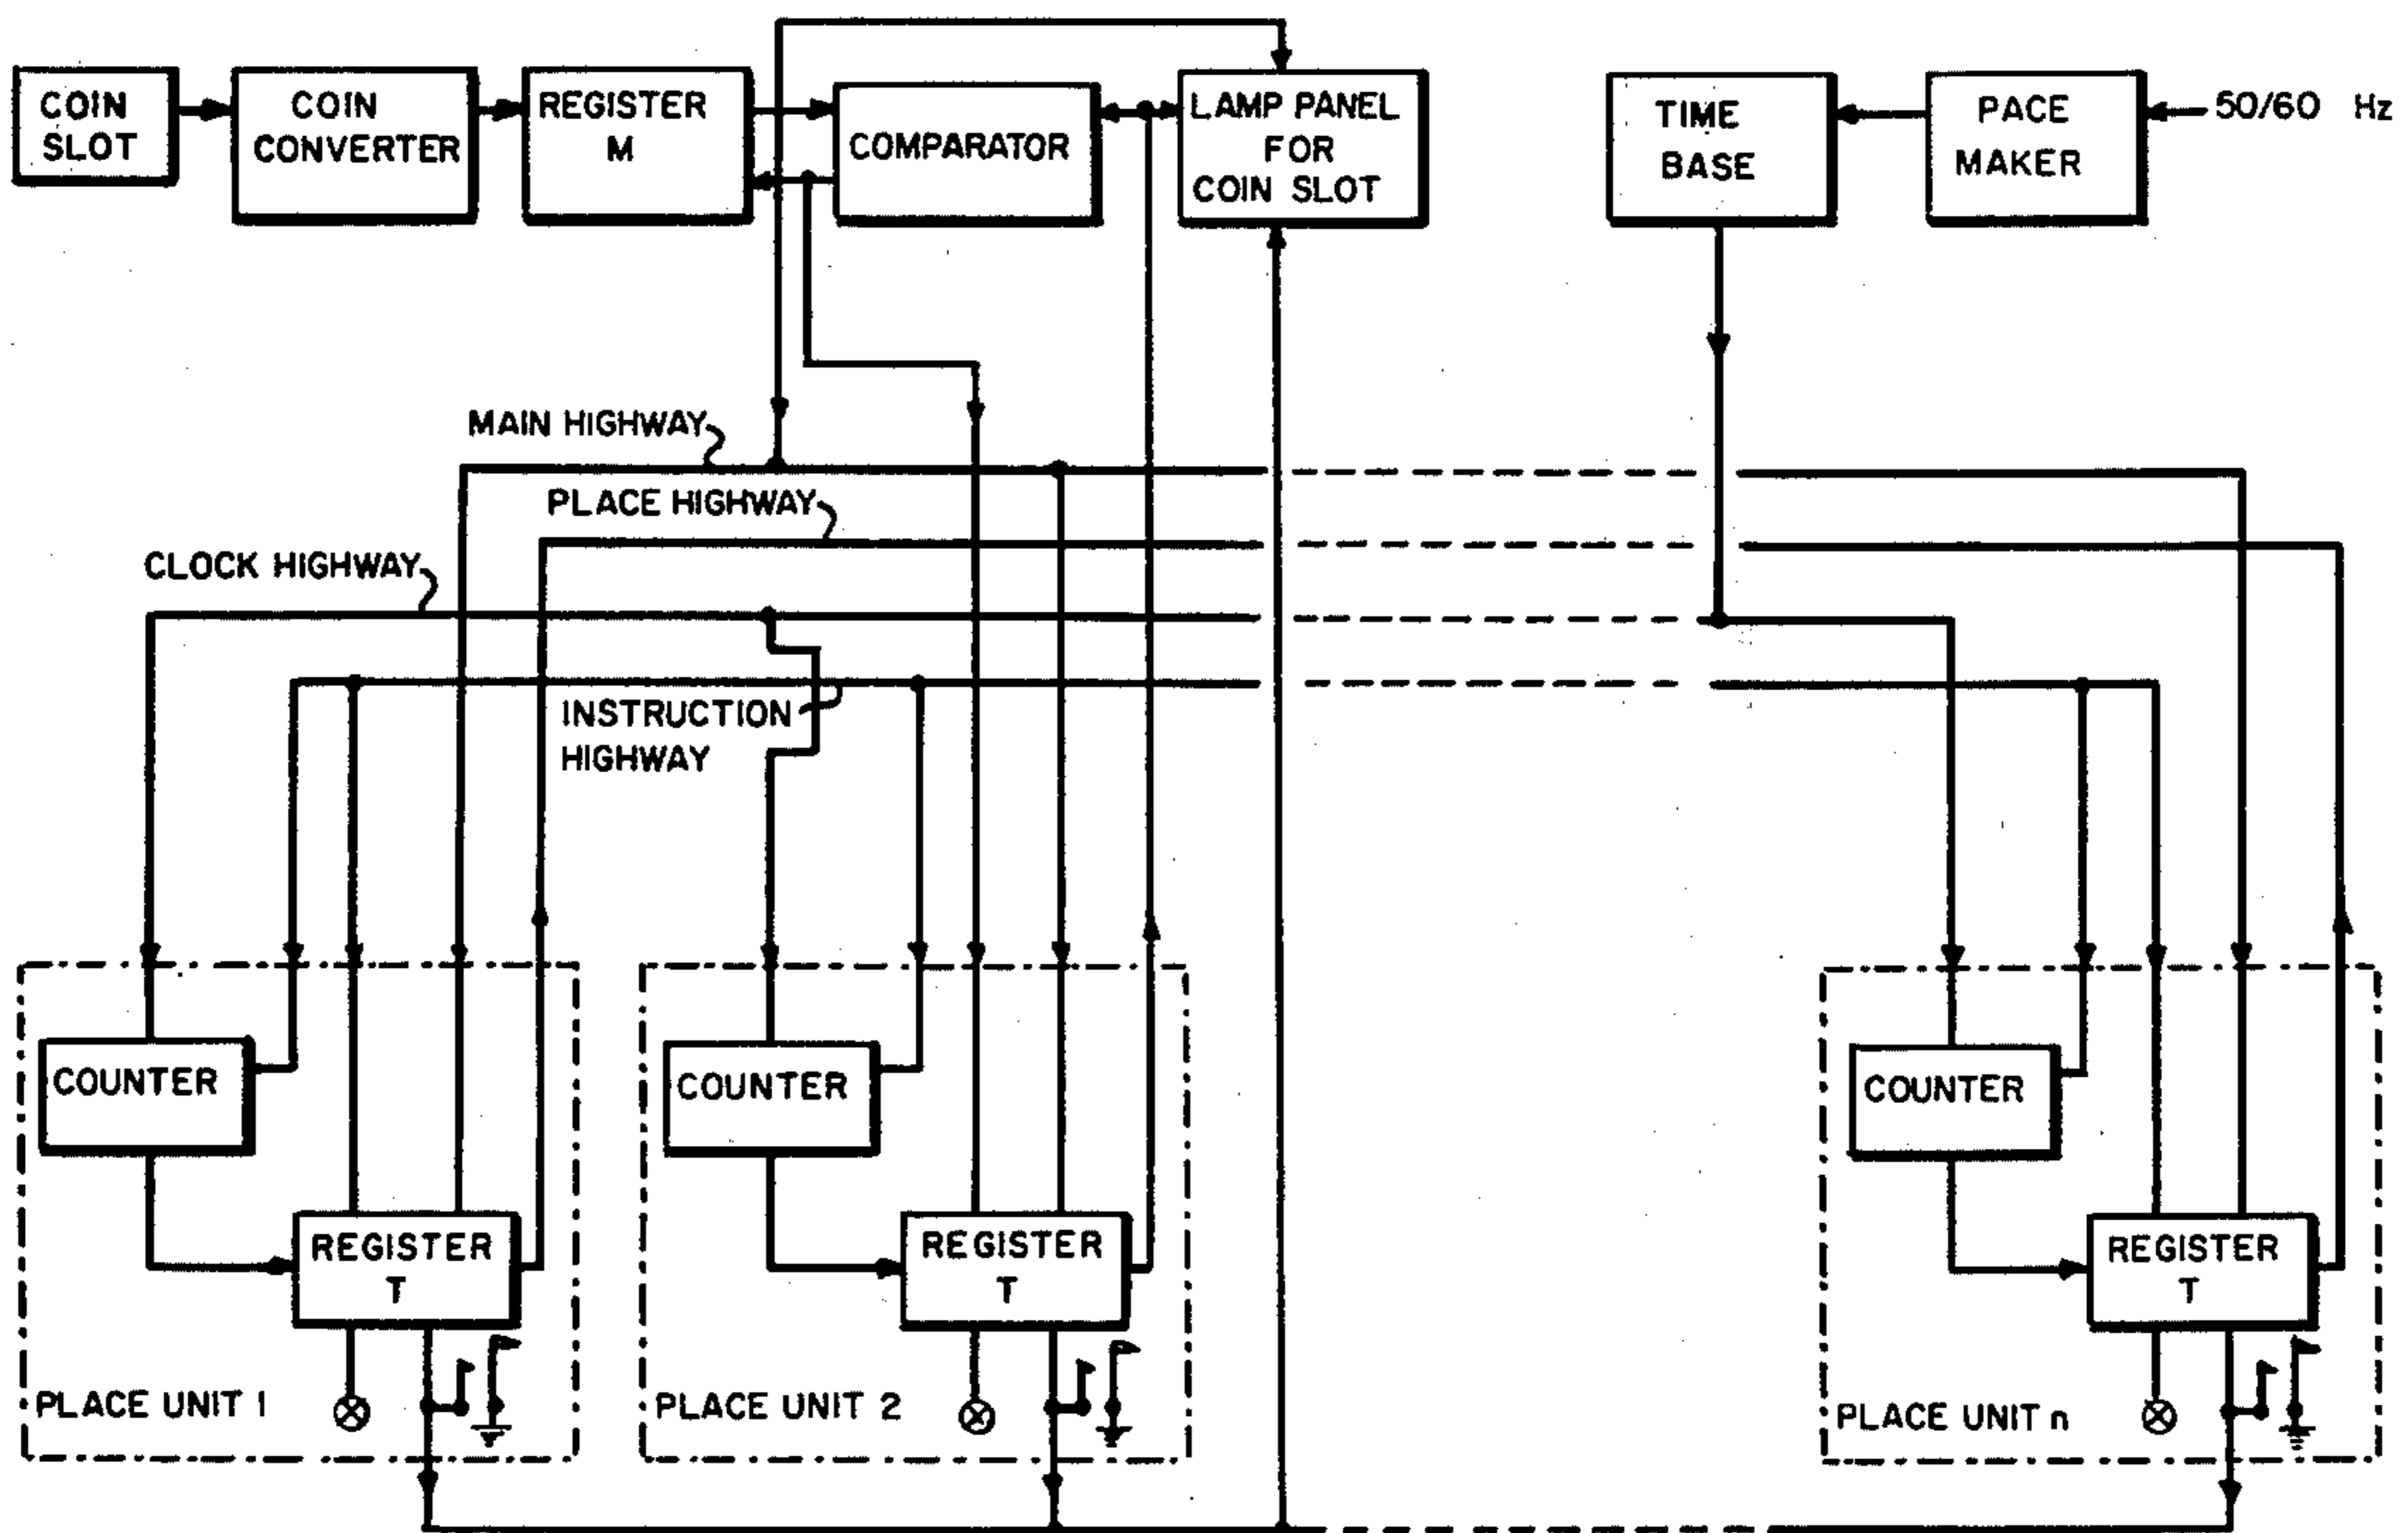 COIN
SLOT
COIN
CONVERTER
REGISTER
M
COMPARATOR
LAMP PANEL
FOR
COIN SLOT
TIME
BASE
PACE
MAKER
50/60 Hz
MAIN HIGHWAY
PLACE HIGHWAY
CLOCK HIGHWAY
INSTRUCTION
HIGHWAY
COUNTER
REGISTER
T
PLACE UNIT 1
COUNTER
REGISTER
T
PLACE UNIT 2
COUNTER
REGISTER
T
PLACE UNIT n